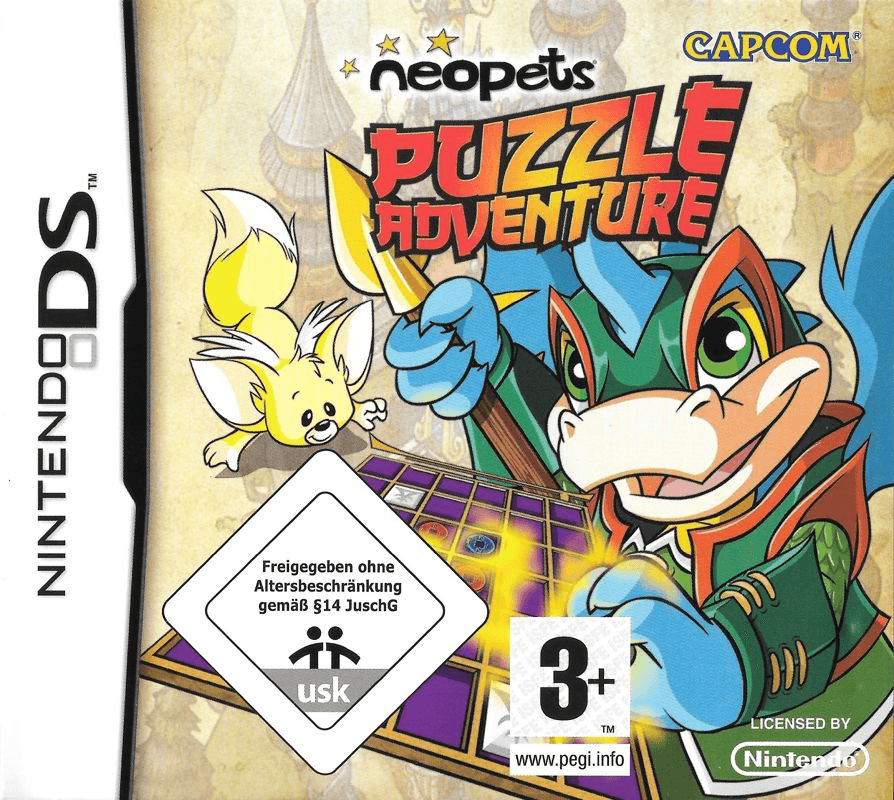 NINTENDO DS™
neopets®
CAPCOM®
PUZZLE
ADVENTURE
Freigegeben ohne
Altersbeschränkung
gemäß §14 JuschG
usk
3+
™
www.pegi.info
LICENSED BY
Nintendo®